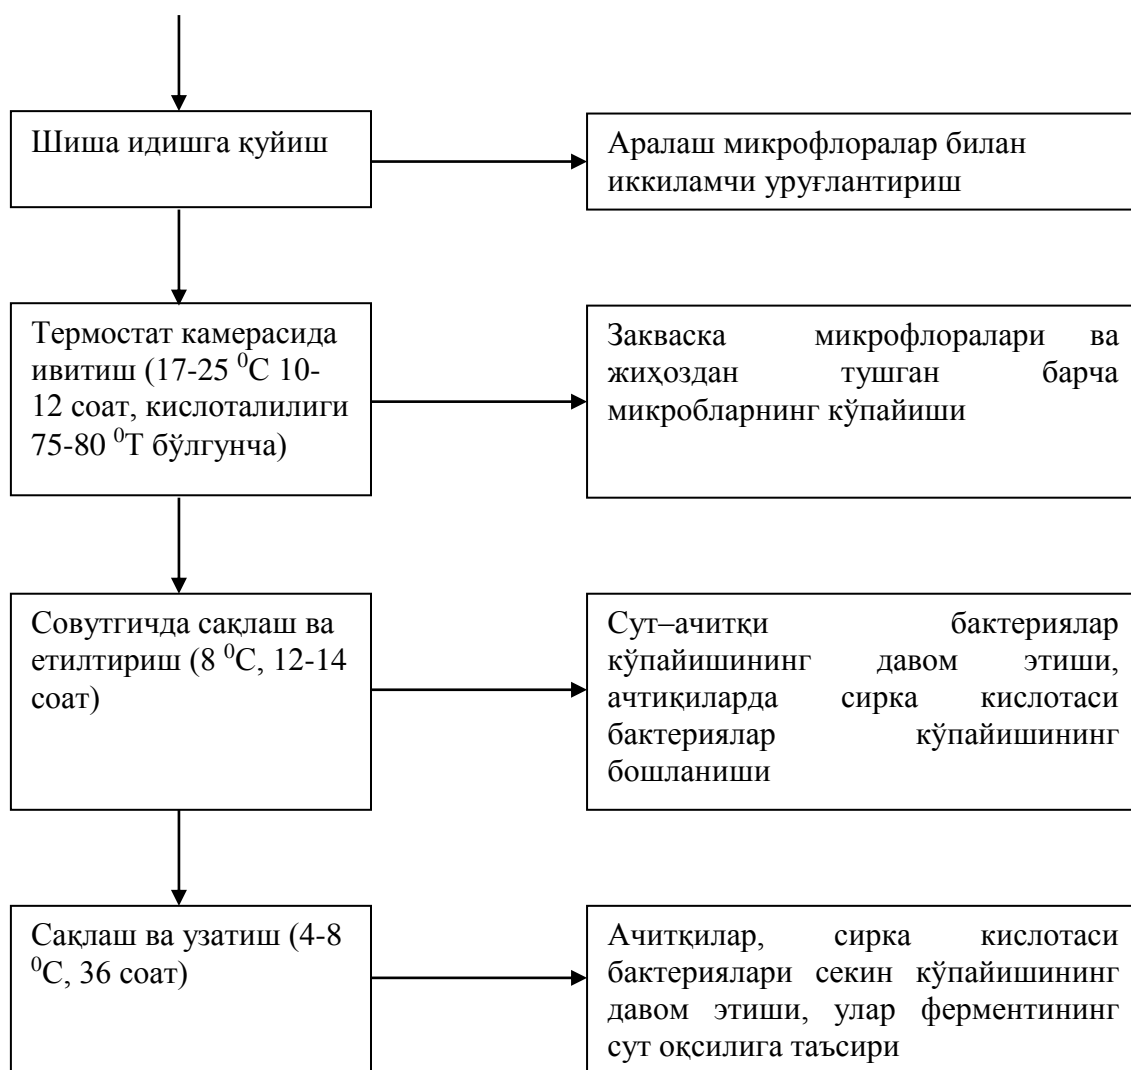 Шиша идишга қуйиш
Аралаш микрофлоралар билан
иккиламчи уруғлантириш
Термостат камерасида
ивитиш (17-25 ⁰С 10-
12 соат, кислоталилиги
75-80 ⁰Т бўлгунча)
Закваска микрофлоралари ва
жиҳоздан тушган барча
микробларнинг кўпайиши
Совутгичда сақлаш ва
етилтириш (8 ⁰С, 12-14
соат)
Сут–ачитқи бактериялар
кўпайишининг давом этиши,
ачтиқиларда сирка кислотаси
бактериялар кўпайишининг
бошланиши
Сақлаш ва узатиш (4-8
⁰С, 36 соат)
Ачитқилар, сирка кислотаси
бактериялари секин кўпайишининг
давом этиши, улар ферментининг
сут оқсилига таъсири